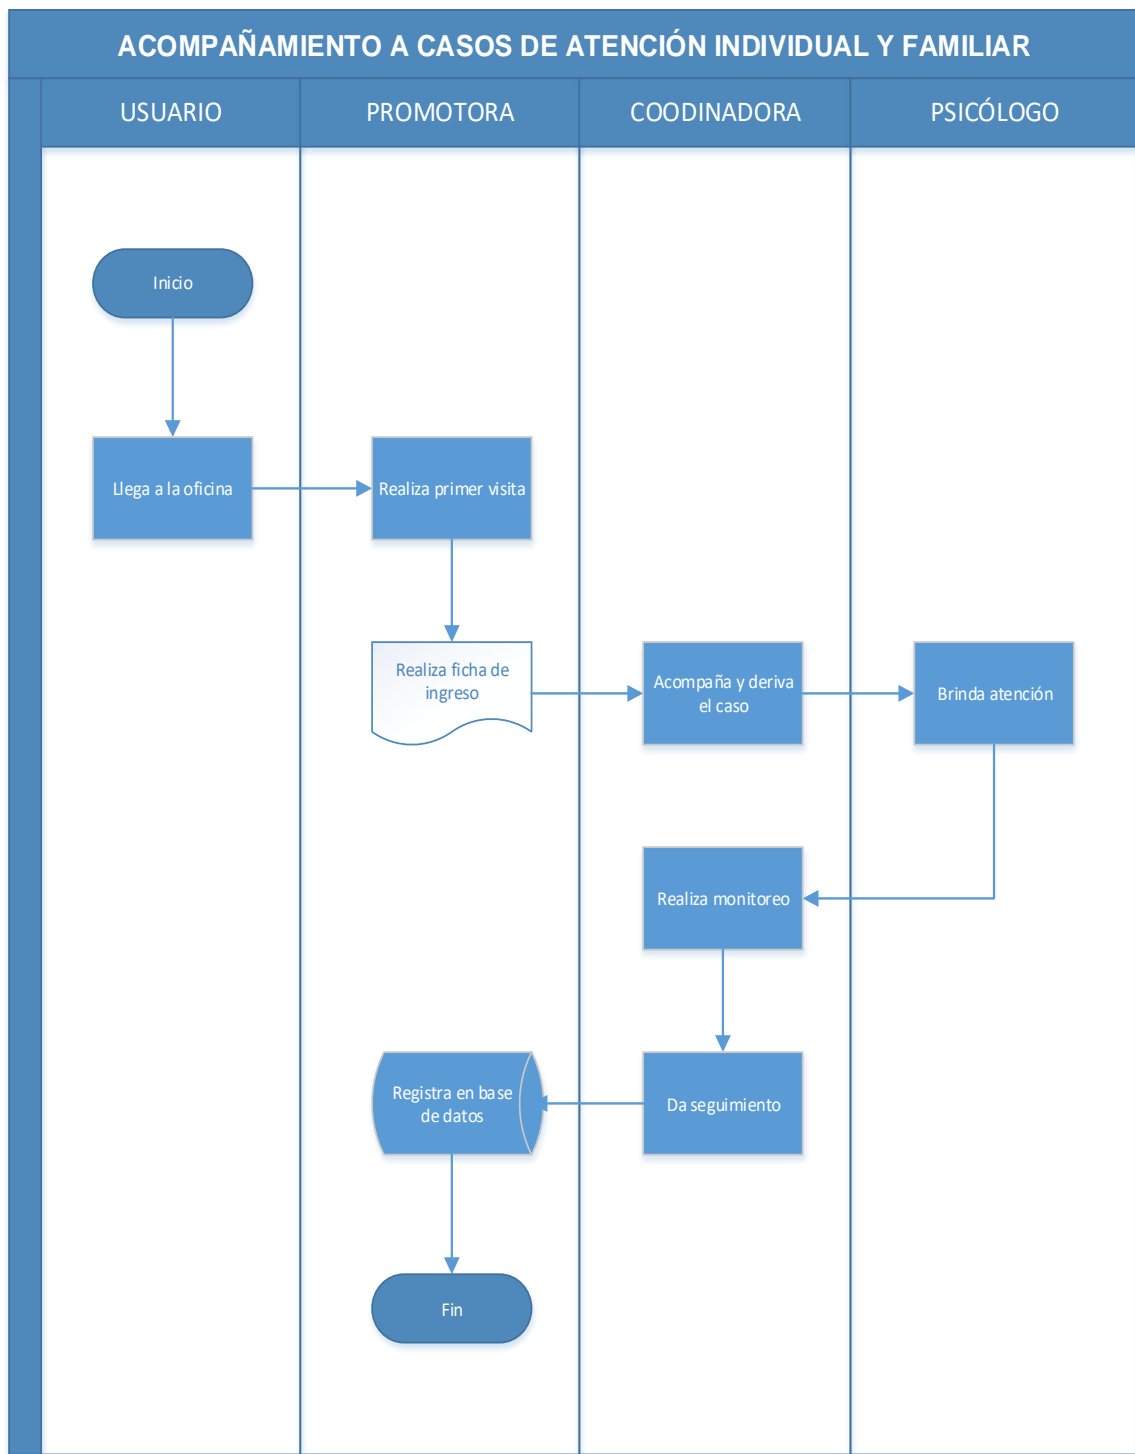 ACOMPAÑAMIENTO A CASOS DE ATENCIÓN INDIVIDUAL Y FAMILIAR
USUARIO
PROMOTORA
COODINADORA
PSICÓLOGO
Inicio
Llega a la oficina
Realiza primer visita
Realiza ficha de
ingreso
Acompaña y deriva
el caso
Brinda atención
Realiza monitoreo
Registra en base
de datos
Da seguimiento
Fin